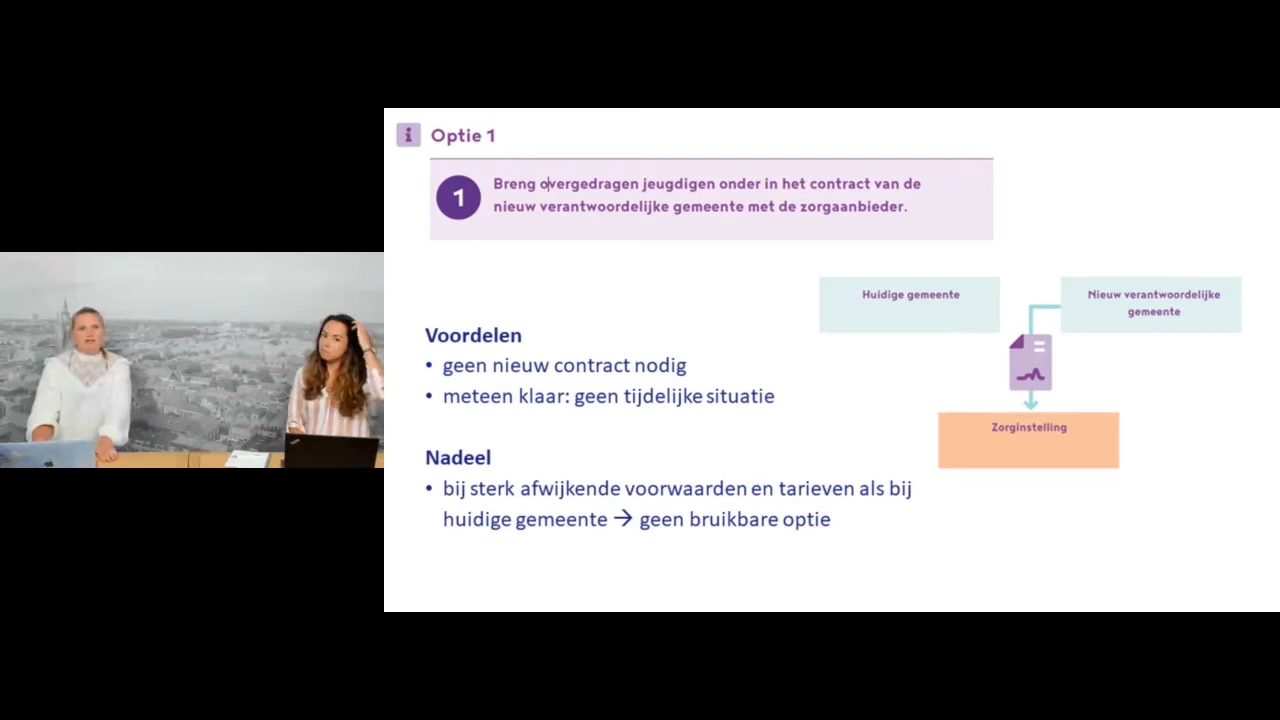 Optie 1
1
Breng overgedragen jeugdigen onder in het contract van de
nieuw verantwoordelijke gemeente met de zorgaanbieder.
Huidige gemeente
Nieuw verantwoordelijke
gemeente
Zorginstelling
Voordelen
• geen nieuw contract nodig
• meteen klaar: geen tijdelijke situatie
Nadeel
• bij sterk afwijkende voorwaarden en tarieven als bij
huidige gemeente → geen bruikbare optie